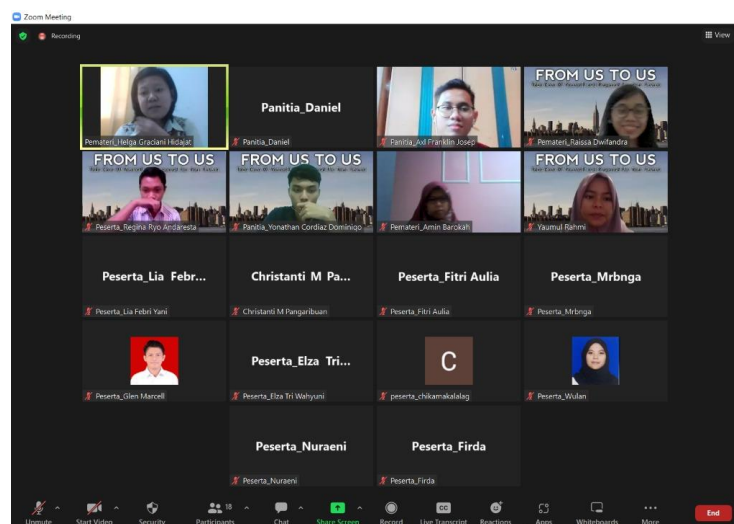 Zoom Meeting
Recording
View
Pemateri_Helga Graciani Hidajat
Panitia_Daniel
Panitia_Daniel
Panitia_Axl Franklin Josep
FROM US TO US
Pemateri_Raissa Dwifandra
FROM US TO US
Peserta_Regina Ryo Andaresta
FROM US TO US
Panitia_Yonathan Cordiaz Dominiqo
Pemateri_Amin Barokah
FROM US TO US
Yaumul Rahmi
Peserta_Lia Febr...
Peserta_Lia Febri Yani
Christanti M Pa...
Christanti M Pangaribuan
Peserta_Fitri Aulia
Peserta_Fitri Aulia
Peserta_Mrbnga
Peserta_Mrbnga
Peserta_Glen Marcell
Peserta_Elza Tri...
Peserta_Elza Tri Wahyuni
C
peserta_chikamakalalag
Peserta_Wulan
Peserta_Nuraeni
Peserta_Nuraeni
Peserta_Firda
Peserta_Firda
Unmute
Start Video
Security
18
Participants
Chat
Share Screen
Record
CC
Live Transcript
Reactions
Apps
Whiteboards
More
End